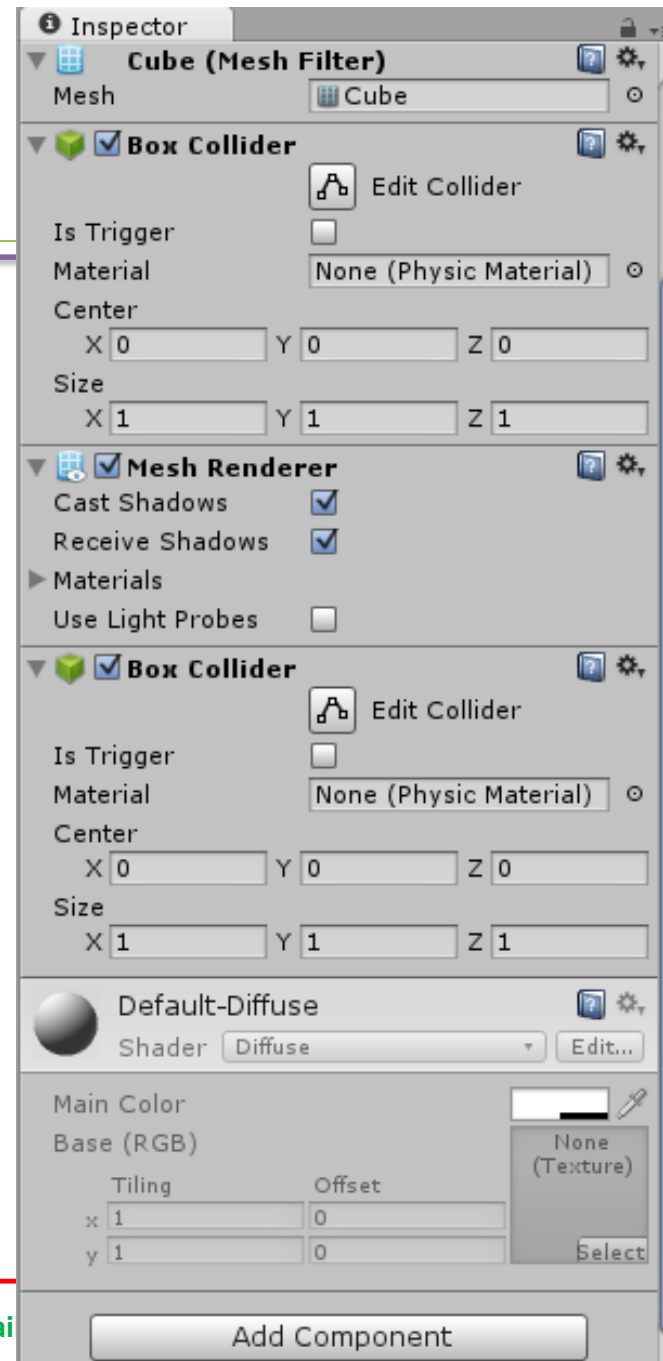 Inspector
Cube (Mesh Filter)
Mesh Cube
Box Collider
Edit Collider
Is Trigger
Material None (Physic Material)
Center
X 0 Y 0 Z 0
Size
X 1 Y 1 Z 1
Mesh Renderer
Cast Shadows
Receive Shadows
Materials
Use Light Probes
Box Collider
Edit Collider
Is Trigger
Material None (Physic Material)
Center
X 0 Y 0 Z 0
Size
X 1 Y 1 Z 1
Default-Diffuse
Shader Diffuse Edit...
Main Color
Base (RGB) None
(Texture)
Tiling Offset
x 1 0
y 1 0 Select
ai
Add Component